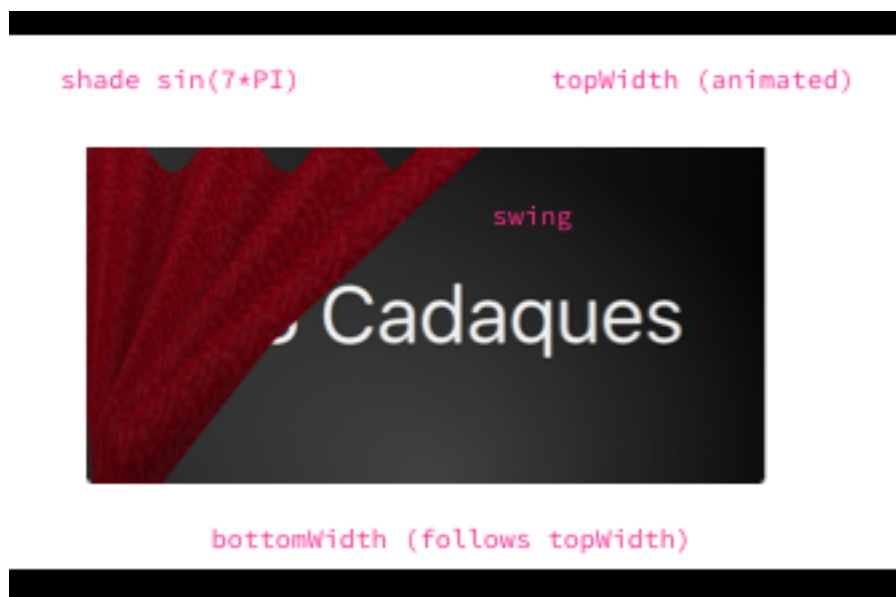 shade sin(7*PI)
topWidth (animated)
swing
Cadaques
bottomWidth (follows topWidth)